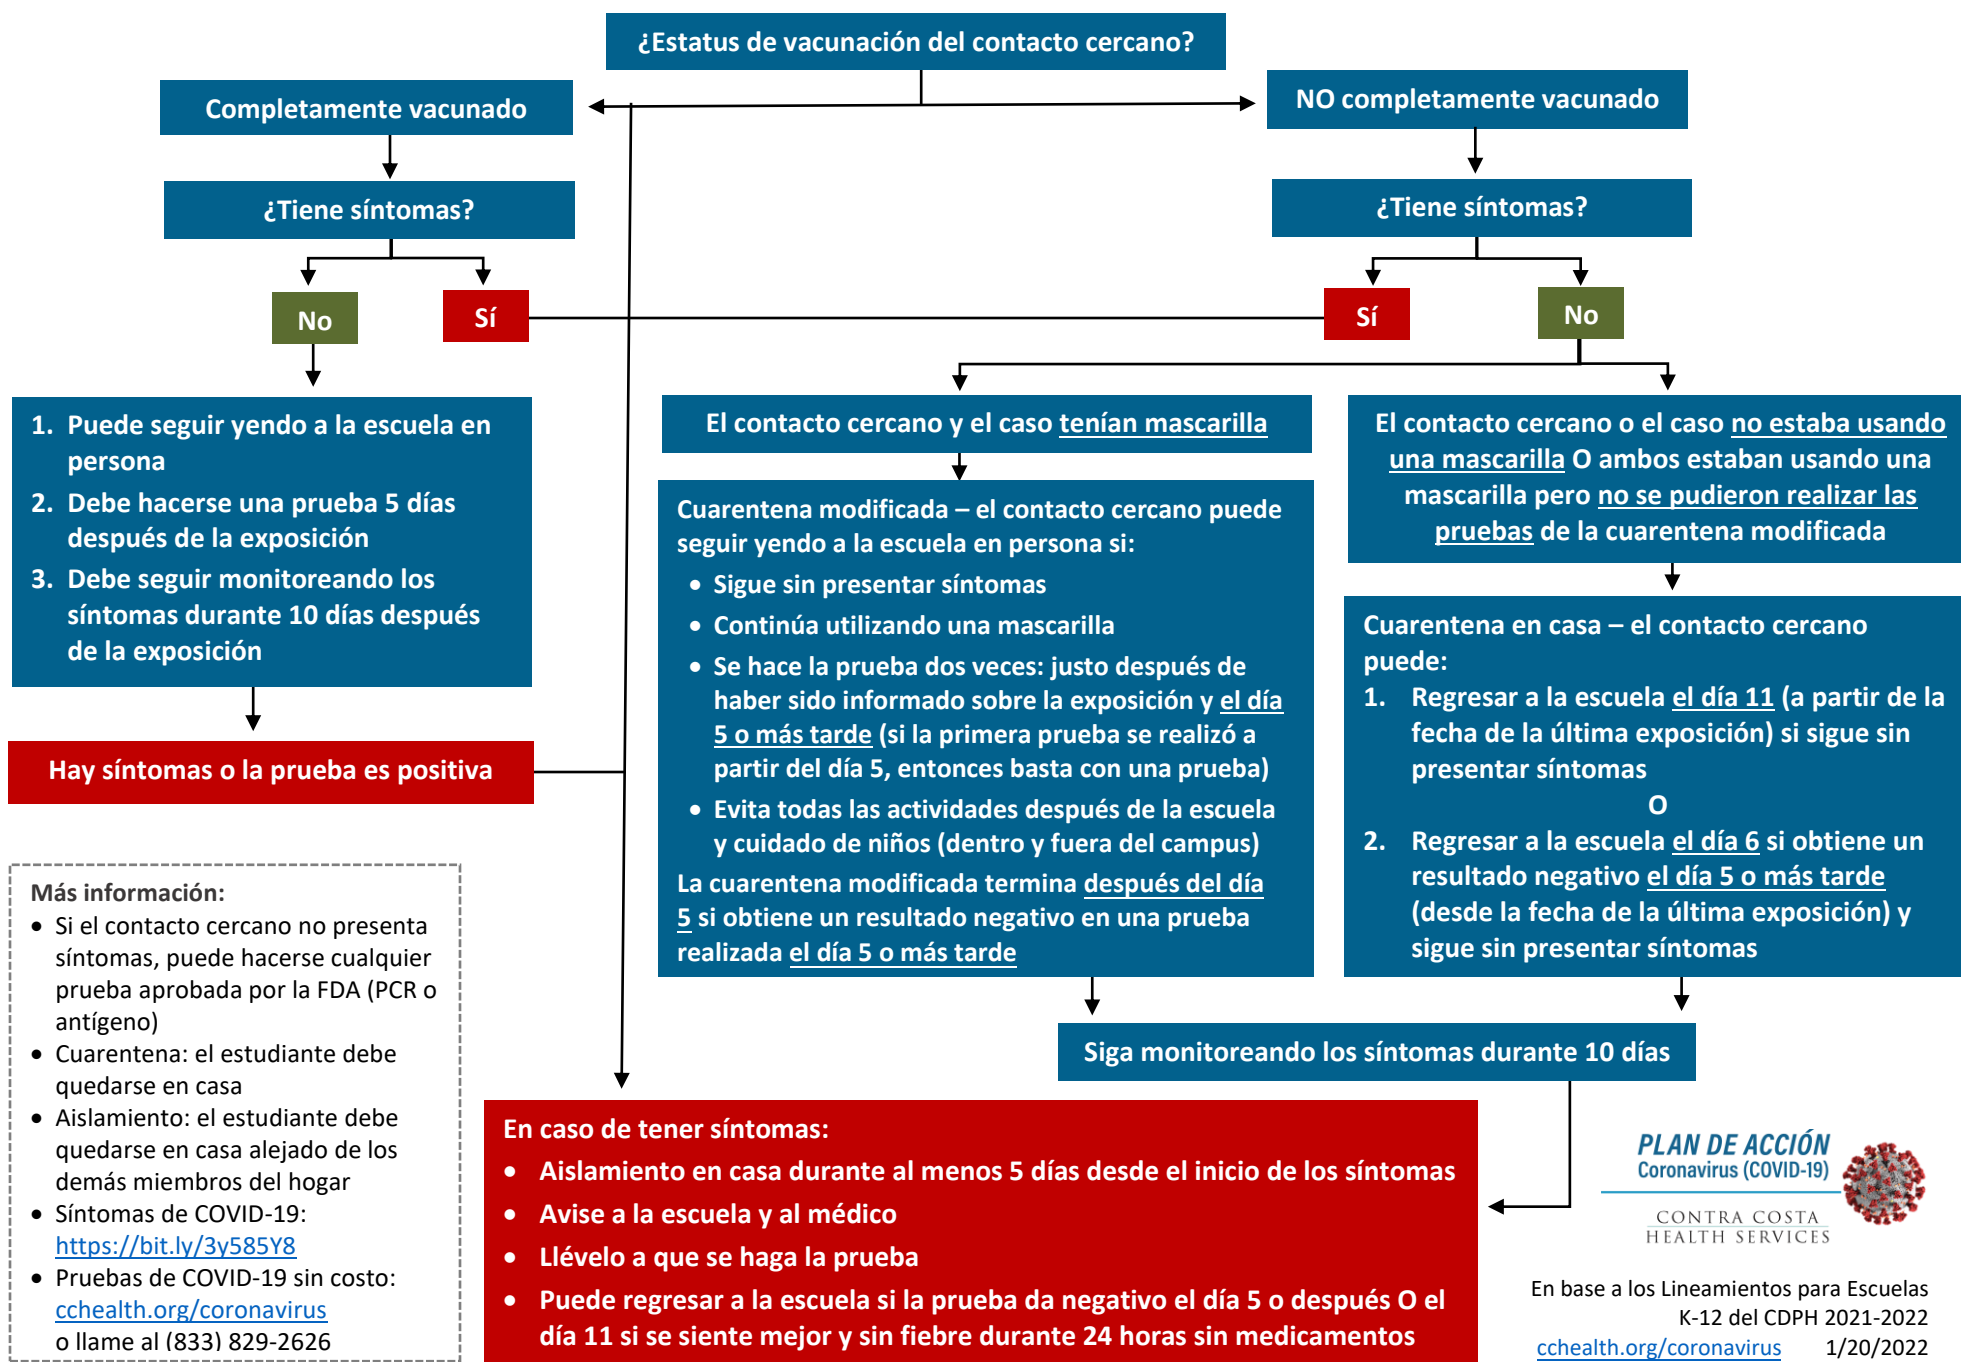 ¿Estatus de vacunación del contacto cercano?
Completamente vacunado
NO completamente vacunado
¿Tiene síntomas?
¿Tiene síntomas?
No
Sí
Sí
No
1. Puede seguir yendo a la escuela en
persona
2. Debe hacerse una prueba 5 días
después de la exposición
3. Debe seguir monitoreando los
síntomas durante 10 días después
de la exposición
Hay síntomas o la prueba es positiva
El contacto cercano y el caso tenían mascarilla
Cuarentena modificada – el contacto cercano puede
seguir yendo a la escuela en persona si:
• Sigue sin presentar síntomas
• Continúa utilizando una mascarilla
• Se hace la prueba dos veces: justo después de
haber sido informado sobre la exposición y el día
5 o más tarde (si la primera prueba se realizó a
partir del día 5, entonces basta con una prueba)
• Evita todas las actividades después de la escuela
y cuidado de niños (dentro y fuera del campus)
La cuarentena modificada termina después del día
5 si obtiene un resultado negativo en una prueba
realizada el día 5 o más tarde
El contacto cercano o el caso no estaba usando
una mascarilla O ambos estaban usando una
mascarilla pero no se pudieron realizar las
pruebas de la cuarentena modificada
Cuarentena en casa – el contacto cercano
puede:
1. Regresar a la escuela el día 11 (a partir de la
fecha de la última exposición) si sigue sin
presentar síntomas
O
2. Regresar a la escuela el día 6 si obtiene un
resultado negativo el día 5 o más tarde
(desde la fecha de la última exposición) y
sigue sin presentar síntomas
Siga monitoreando los síntomas durante 10 días
Más información:
• Si el contacto cercano no presenta
síntomas, puede hacerse cualquier
prueba aprobada por la FDA (PCR o
antígeno)
• Cuarentena: el estudiante debe
quedarse en casa
• Aislamiento: el estudiante debe
quedarse en casa alejado de los
demás miembros del hogar
• Síntomas de COVID-19:
https://bit.ly/3y585Y8
• Pruebas de COVID-19 sin costo:
cchealth.org/coronavirus
o llame al (833) 829-2626
En caso de tener síntomas:
• Aislamiento en casa durante al menos 5 días desde el inicio de los síntomas
• Avise a la escuela y al médico
• Llévelo a que se haga la prueba
• Puede regresar a la escuela si la prueba da negativo el día 5 o después O el
día 11 si se siente mejor y sin fiebre durante 24 horas sin medicamentos
PLAN DE ACCIÓN
Coronavirus (COVID-19)
CONTRA COSTA
HEALTH SERVICES
En base a los Lineamientos para Escuelas
K-12 del CDPH 2021-2022
cchealth.org/coronavirus 1/20/2022